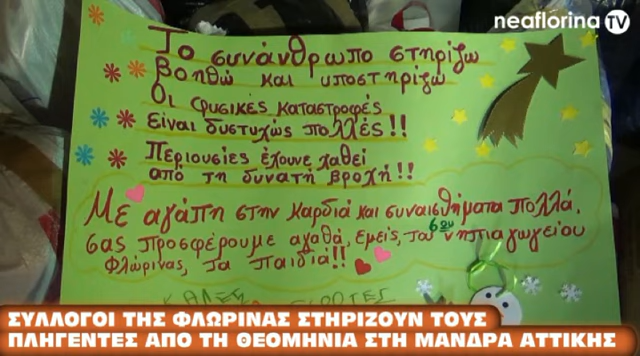 neaflorina TV
Το συνάνθρωπο στηρίζω
βοηθώ και υποστηρίζω
Οι φυσικές καταστροφές
είναι δυστυχώς πολλές!!
Περιουσίες έχουνε χαθεί
από τη δυνατή βροχή!!
Με αγάπη στην καρδιά και συναισθήματα πολλά,
σας προσφέρουμε αγαθά, εμείς, του 6ου νηπιαγωγείου
Φλώρινας, τα παιδιά!!
ΚΑΛΕΣ ΓΙΟΡΤΕΣ
ΣΥΛΛΟΓΟΙ ΤΗΣ ΦΛΩΡΙΝΑΣ ΣΤΗΡΙΖΟΥΝ ΤΟΥΣ
ΠΛΗΓΕΝΤΕΣ ΑΠΟ ΤΗ ΘΕΟΜΗΝΙΑ ΣΤΗ ΜΑΝΔΡΑ ΑΤΤΙΚΗΣ